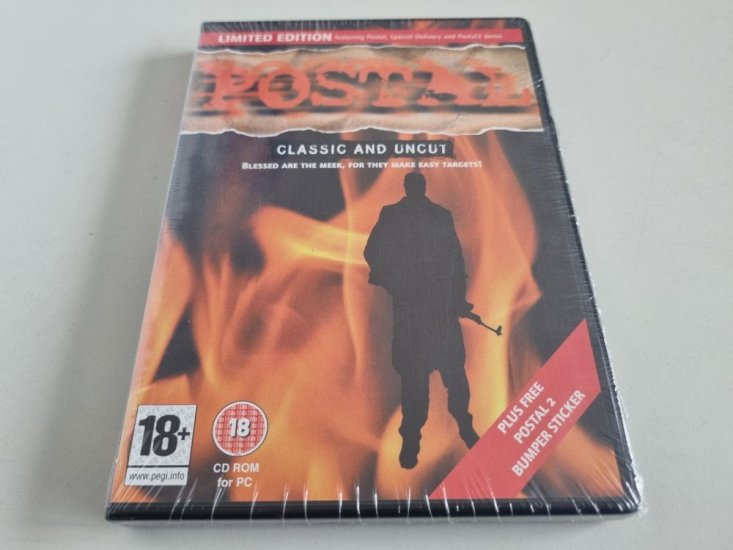 LIMITED EDITION featuring Postal, Special Delivery and Postal2 demo.
POSTAL
CLASSIC AND UNCUT
BLESSED ARE THE MEEK, FOR THEY MAKE EASY TARGETS!
PLUS FREE
POSTAL 2
BUMPER STICKER
18+
www.pegi.info
18
CD ROM
for PC